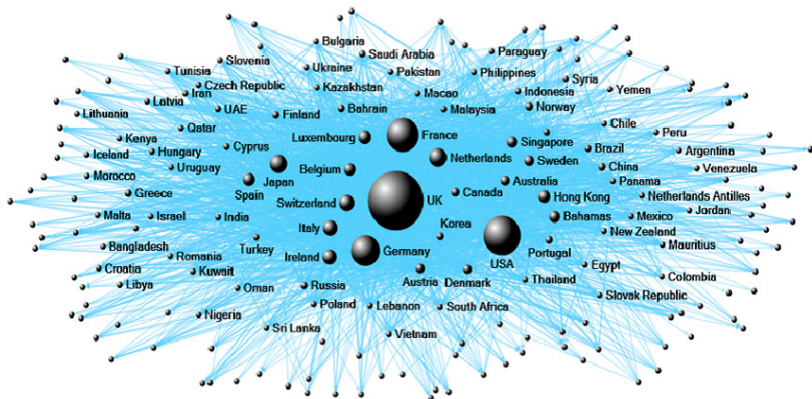 Bulgaria
Saudi Arabia
Paraguay
Slovenia
Ukraine
Pakistan
Philippines
Tunisia
Syria
Czech Republic
Kazakhstan
Iran
Macao
Indonesia
Yemen
Latvia
UAE
Bahrain
Malaysia
Norway
Lithuania
Finland
Chile
Qatar
Luxembourg
France
Peru
Kenya
Cyprus
Singapore
Brazil
Argentina
Iceland
Hungary
Netherlands
Sweden
Uruguay
Japan
Belgium
China
Venezuela
Morocco
Spain
Australia
Panama
Greece
Switzerland
UK
Canada
Hong Kong
Netherlands Antilles
Malta
Israel
India
Bahamas
Mexico
Jordan
Italy
Korea
New Zealand
Bangladesh
Turkey
Germany
USA
Portugal
Mauritius
Romania
Ireland
Croatia
Kuwait
Austria
Denmark
Egypt
Libya
Oman
Russia
Thailand
Colombia
Poland
Lebanon
South Africa
Slovak Republic
Nigeria
Sri Lanka
Vietnam